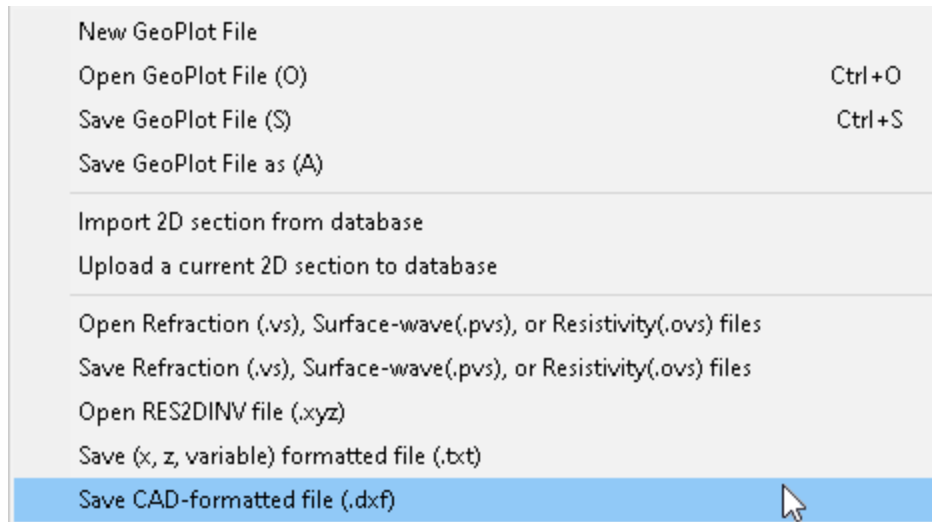 New GeoPlot File
Open GeoPlot File (O) Ctrl+O
Save GeoPlot File (S) Ctrl+S
Save GeoPlot File as (A)
Import 2D section from database
Upload a current 2D section to database
Open Refraction (.vs), Surface-wave(.pvs), or Resistivity(.ovs) files
Save Refraction (.vs), Surface-wave(.pvs), or Resistivity(.ovs) files
Open RES2DINV file (.xyz)
Save (x, z, variable) formatted file (.txt)
Save CAD-formatted file (.dxf)